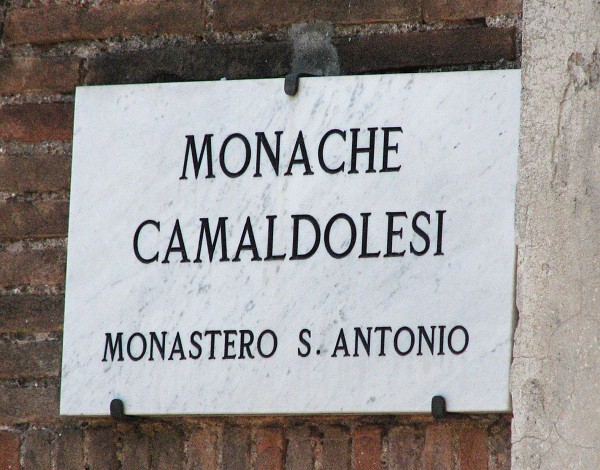 MONACHE
CAMALDOLESI
MONASTERO S. ANTONIO